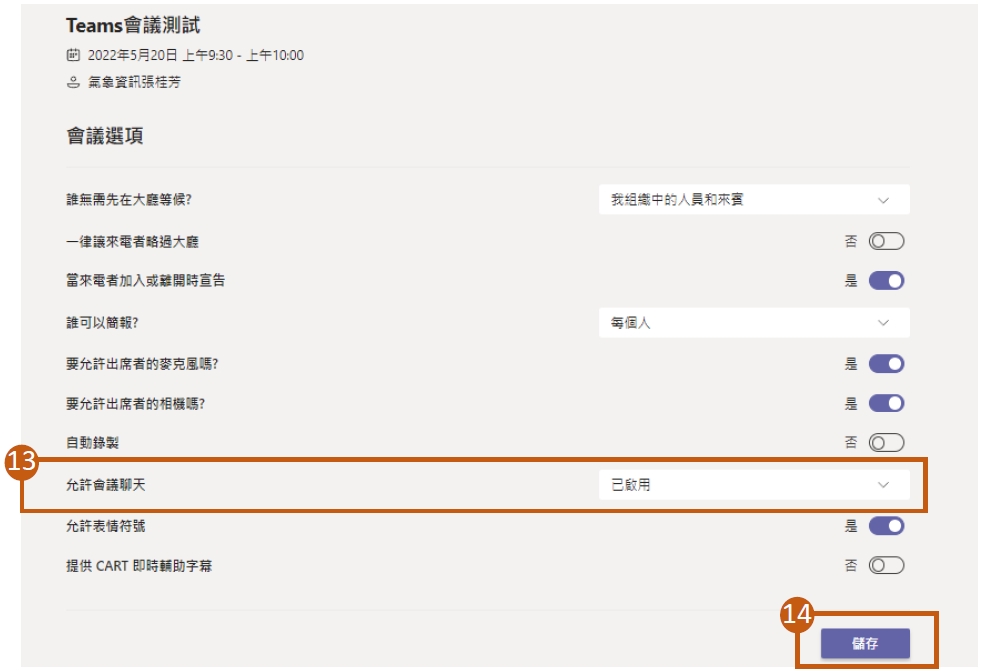 Teams會議測試
2022年5月20日 上午9:30 - 上午10:00
氣象資訊張桂芳
會議選項
誰無需先在大廳等候? 我組織中的人員和來賓
一律讓來電者略過大廳 否
當來電者加入或離開時宣告 是
誰可以簡報? 每個人
要允許出席者的麥克風嗎? 是
要允許出席者的相機嗎? 是
自動錄製 否
13
允許會議聊天 已啟用
允許表情符號 是
提供 CART 即時輔助字幕 否
14
儲存